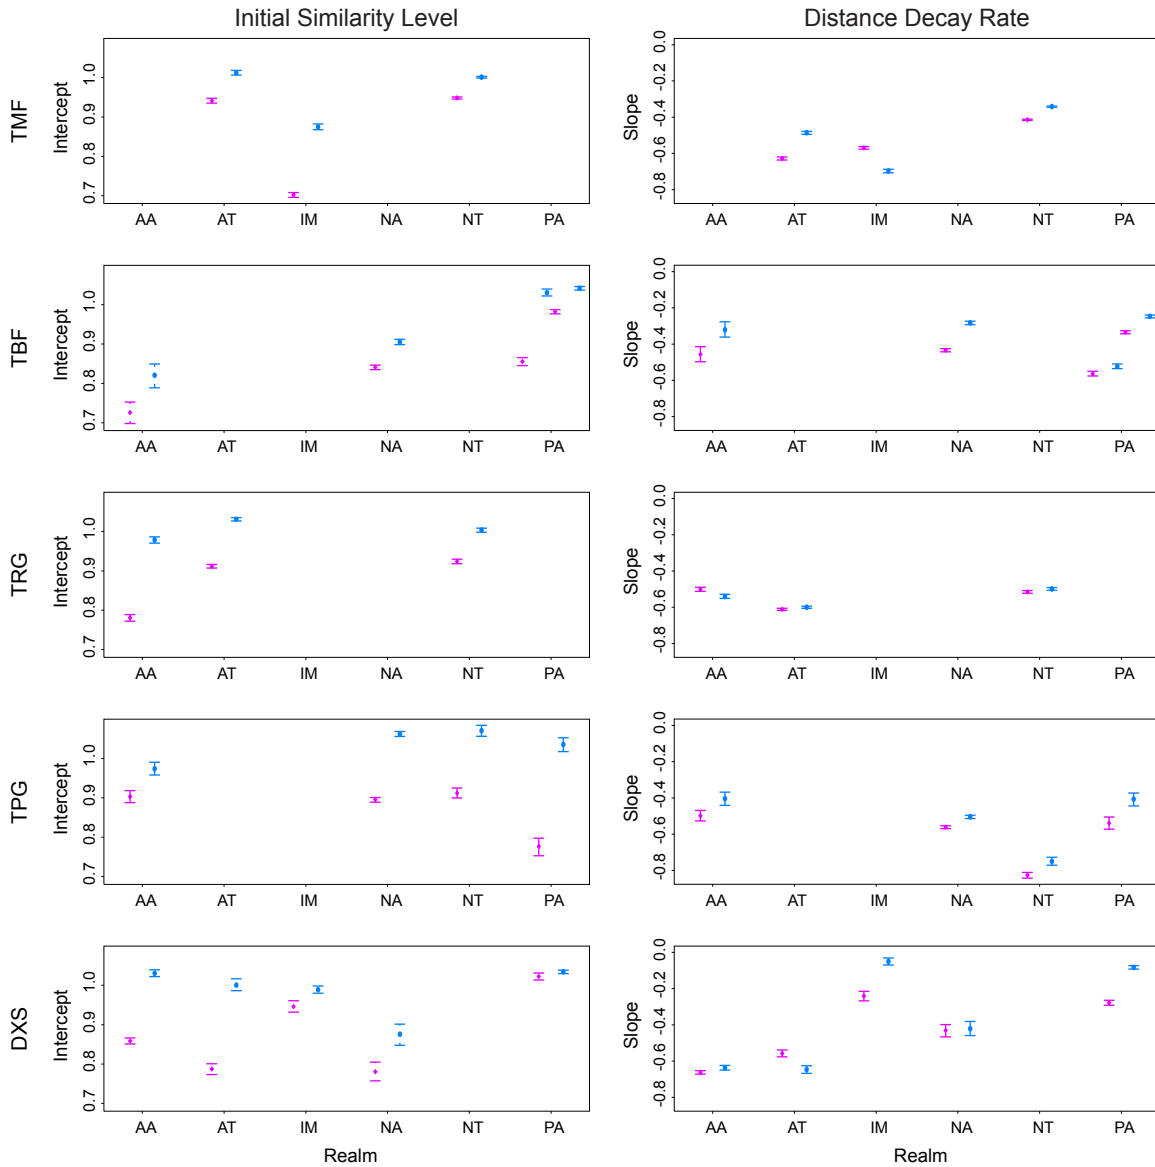 Initial Similarity Level
Distance Decay Rate
TMF
Intercept
0.7 0.8 0.9 1.0
AA AT IM NA NT PA
Slope
-0.8 -0.6 -0.4 -0.2 0.0
AA AT IM NA NT PA
TBF
Intercept
0.7 0.8 0.9 1.0
AA AT IM NA NT PA
Slope
-0.8 -0.6 -0.4 -0.2 0.0
AA AT IM NA NT PA
TRG
Intercept
0.7 0.8 0.9 1.0
AA AT IM NA NT PA
Slope
-0.8 -0.6 -0.4 -0.2 0.0
AA AT IM NA NT PA
TPG
Intercept
0.7 0.8 0.9 1.0
AA AT IM NA NT PA
Slope
-0.8 -0.6 -0.4 -0.2 0.0
AA AT IM NA NT PA
DXS
Intercept
0.7 0.8 0.9 1.0
AA AT IM NA NT PA
Realm
Slope
-0.8 -0.6 -0.4 -0.2 0.0
AA AT IM NA NT PA
Realm